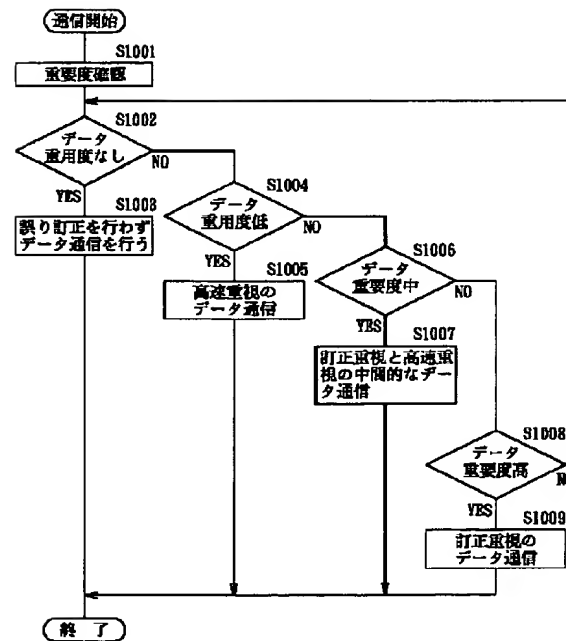 通信開始
S1001
重要度確認
S1002
データ
重用度なし
NO
YES
S1003
誤り訂正を行わず
データ通信を行う
S1004
データ
重用度低
NO
YES
S1005
高速重視の
データ通信
S1006
データ
重要度中
NO
YES
S1007
訂正重視と高速重
視の中間的なデー
タ通信
S1008
データ
重要度高
NO
YES
S1009
訂正重視の
データ通信
終了